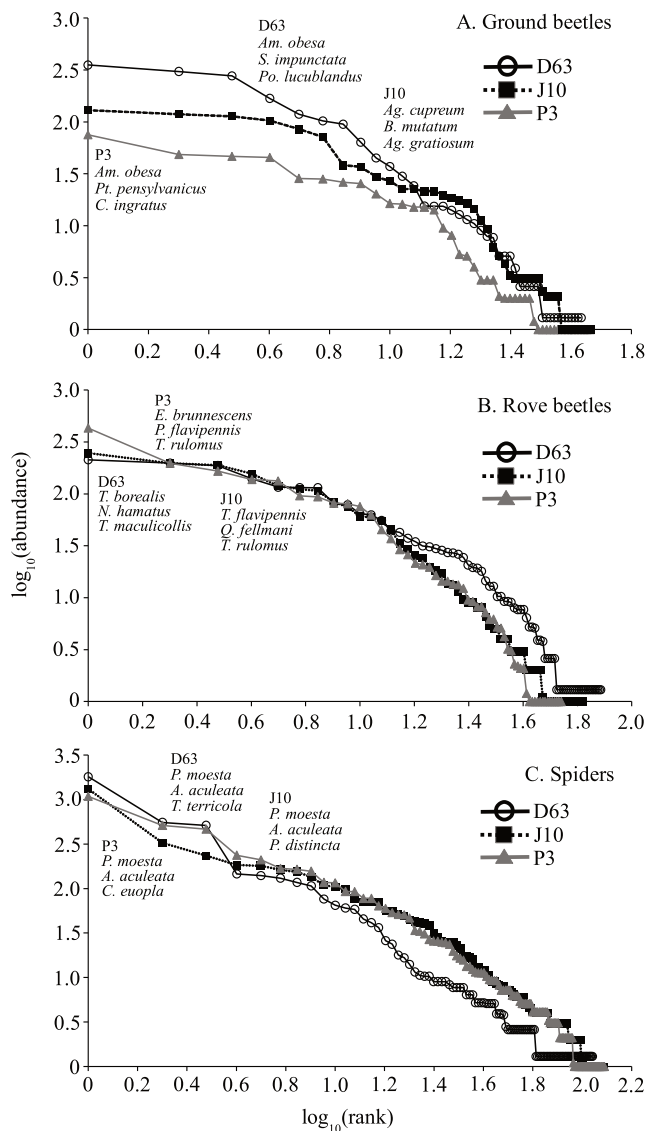 A. Ground beetles
D63
Am. obesa
S. impunctata
Po. lucublandus
J10
Ag. cupreum
B. mutatum
Ag. gratiosum
P3
Am. obesa
Pt. pensylvanicus
C. ingratus
D63
J10
P3
3.0
2.5
2.0
1.5
1.0
0.5
0
0 0.2 0.4 0.6 0.8 1.0 1.2 1.4 1.6 1.8
B. Rove beetles
P3
E. brunnescens
P. flavipennis
T. rulomus
D63
T. borealis
N. hamatus
T. maculicollis
J10
T. flavipennis
Q. fellmani
T. rulomus
D63
J10
P3
log10(abundance)
3.0
2.5
2.0
1.5
1.0
0.5
0
0 0.2 0.4 0.6 0.8 1.0 1.2 1.4 1.6 1.8 2.0
C. Spiders
D63
P. moesta
A. aculeata
T. terricola
J10
P. moesta
A. aculeata
P. distincta
P3
P. moesta
A. aculeata
C. euopla
D63
J10
P3
3.5
3.0
2.5
2.0
1.5
1.0
0.5
0
0 0.2 0.4 0.6 0.8 1.0 1.4 1.6 1.8 2.0 2.2
log10(rank)